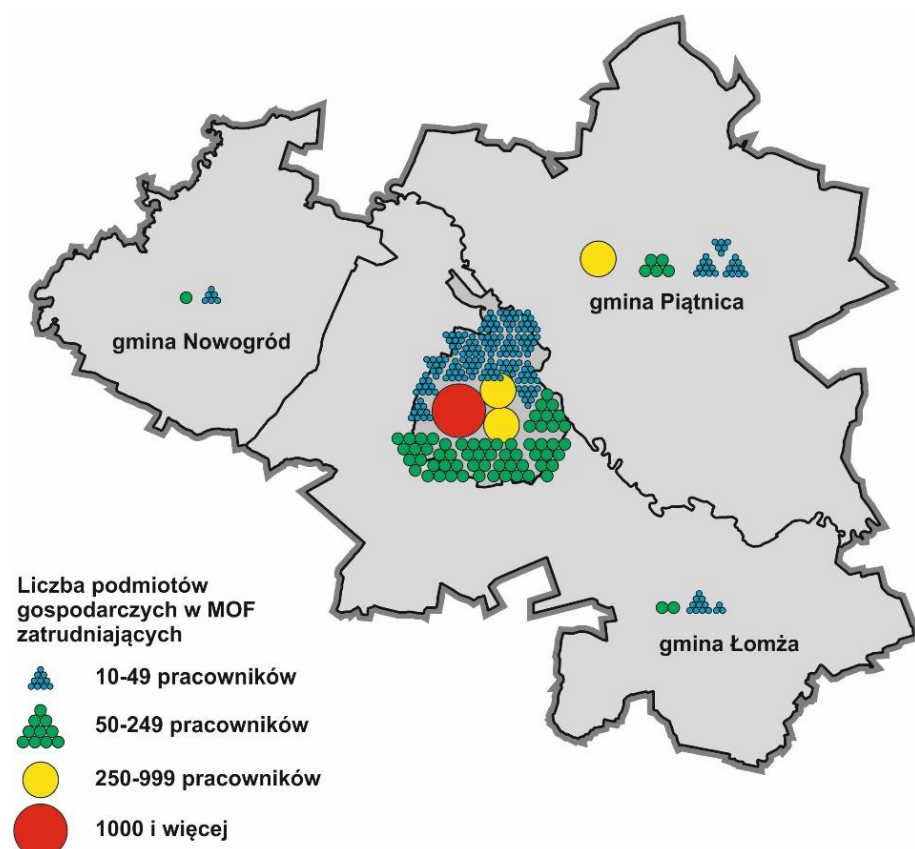 gmina Piątnica
gmina Nowogród
gmina Łomża
Liczba podmiotów
gospodarczych w MOF
zatrudniających
10-49 pracowników
50-249 pracowników
250-999 pracowników
1000 i więcej